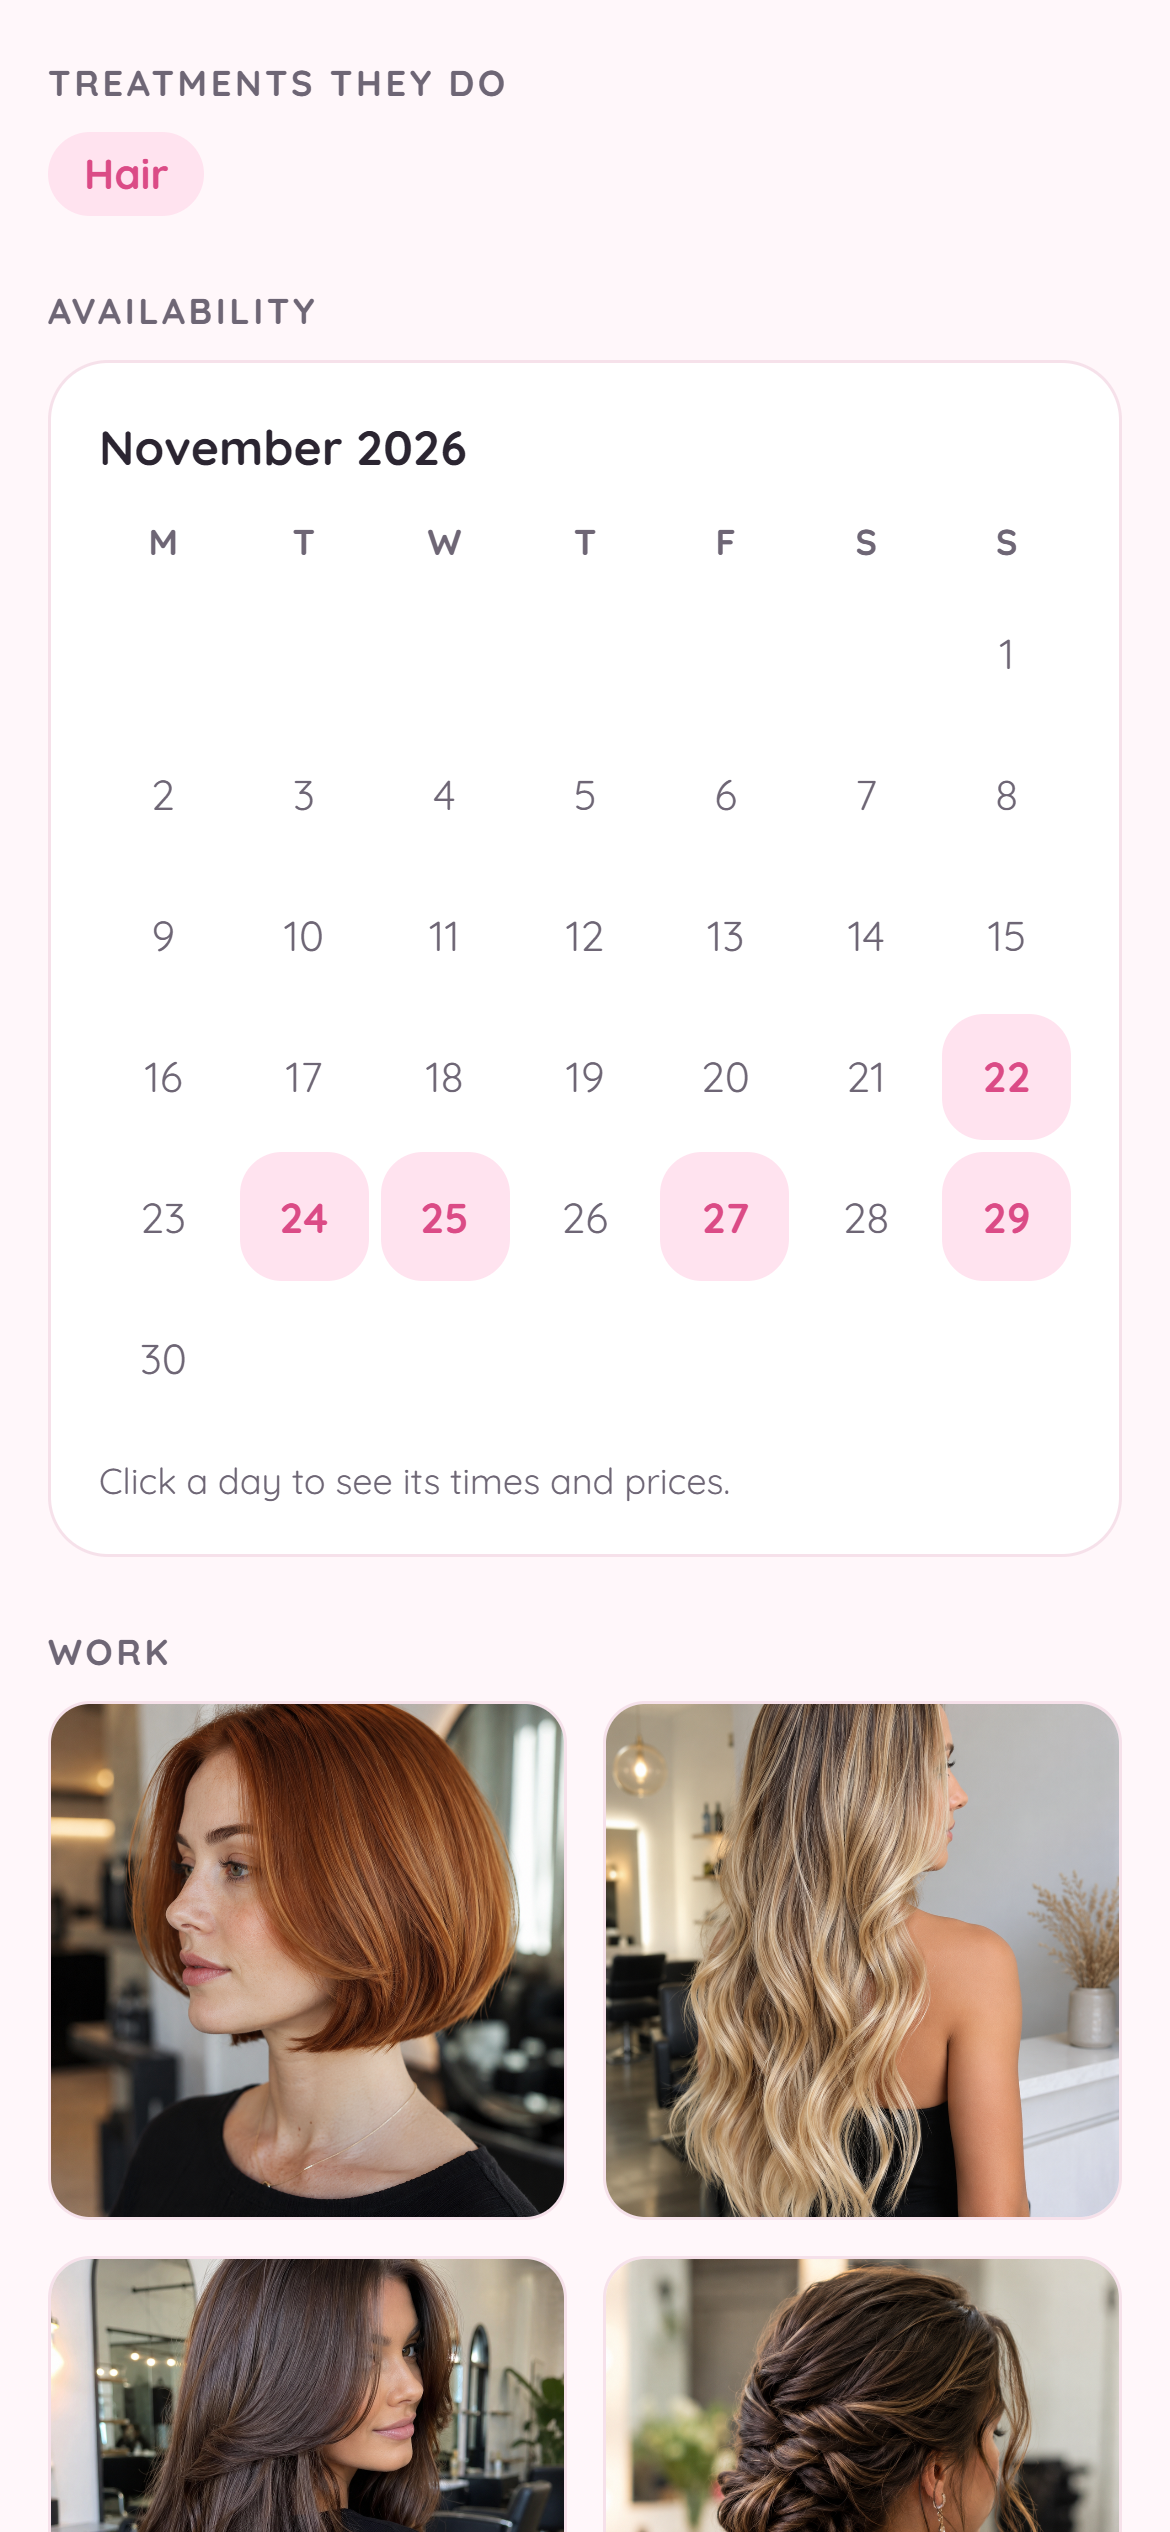 TREATMENTS THEY DO
Hair
AVAILABILITY
November 2026
M T W T F S S
1
2 3 4 5 6 7 8
9 10 11 12 13 14 15
16 17 18 19 20 21 22
23 24 25 26 27 28 29
30
Click a day to see its times and prices.
WORK